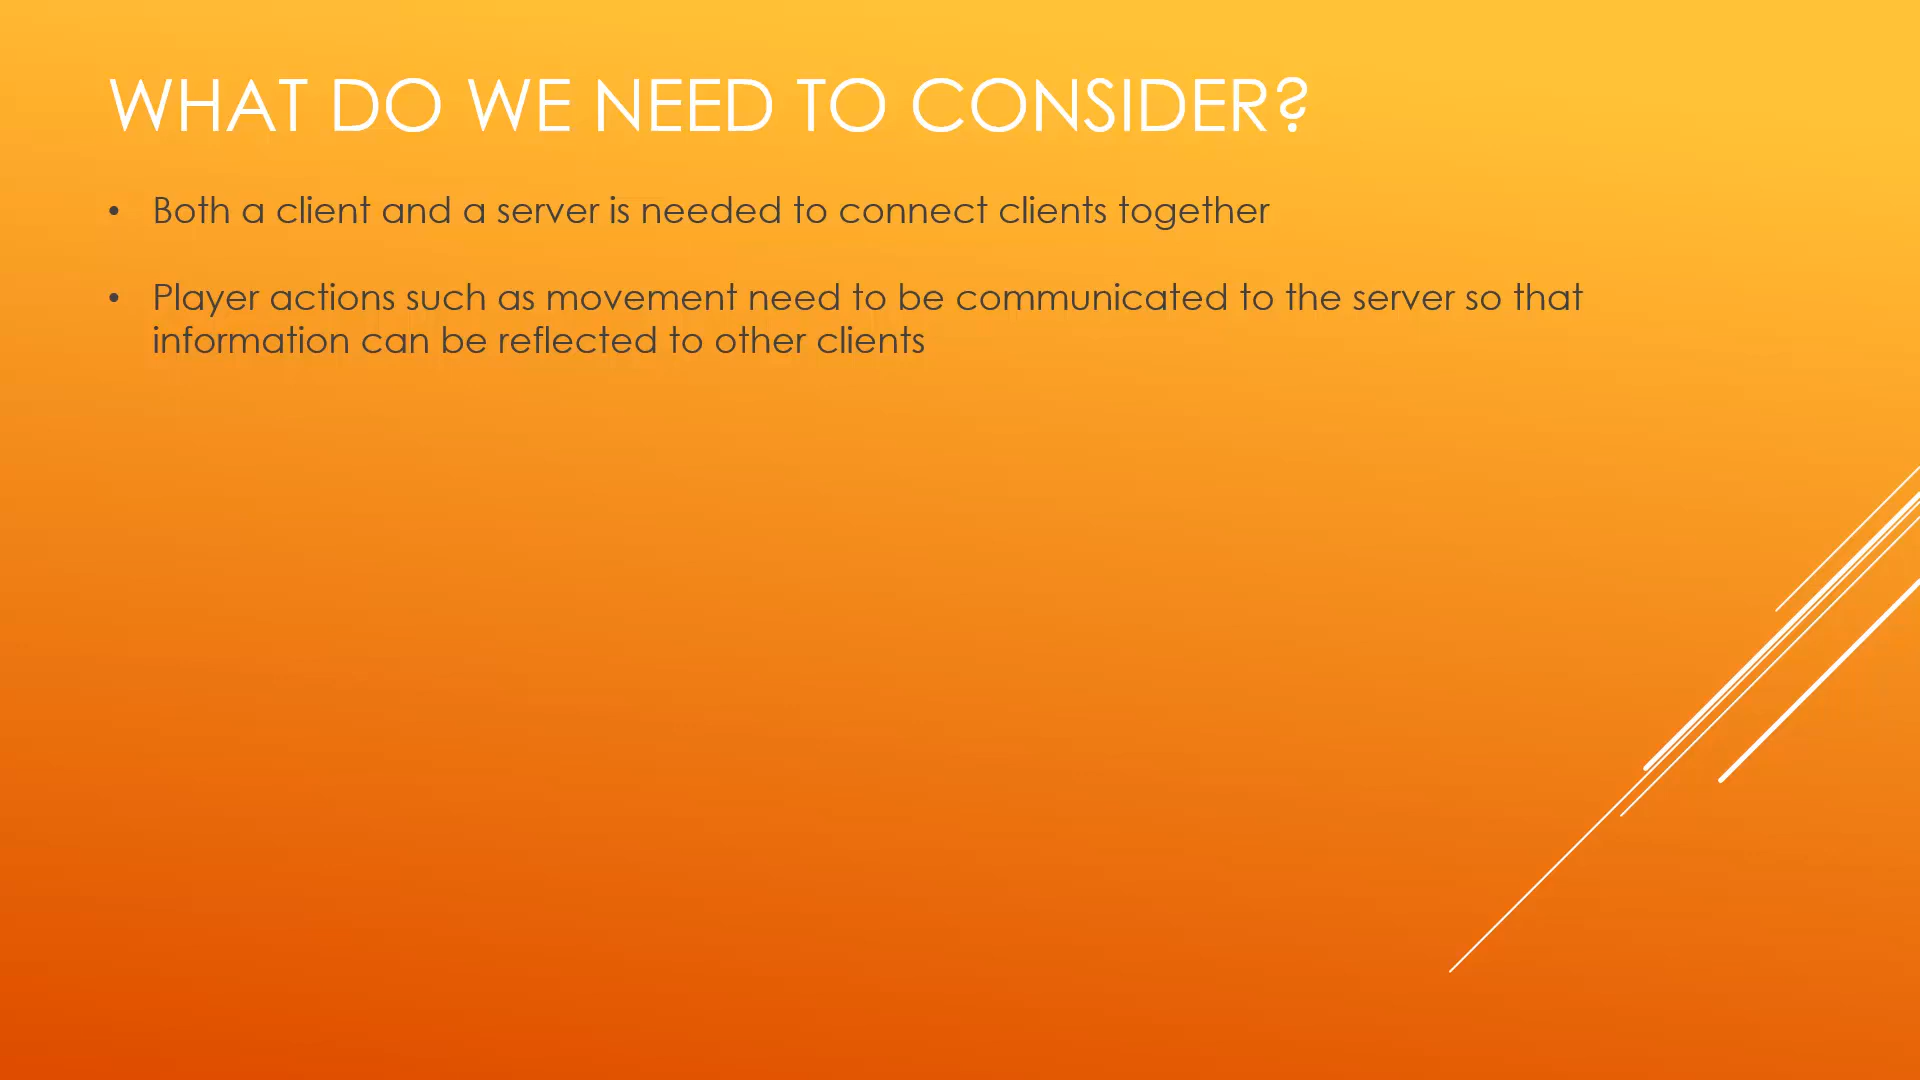 WHAT DO WE NEED TO CONSIDER?
• Both a client and a server is needed to connect clients together
• Player actions such as movement need to be communicated to the server so that
information can be reflected to other clients